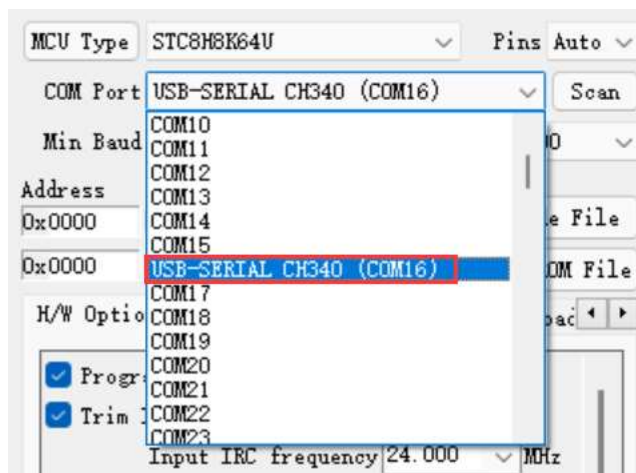 MCU Type STC8H8K64U Pins Auto
COM Port USB-SERIAL CH340 (COM16) Scan
COM10
Min Baud COM11
COM12
Address COM13
0x0000 COM14 File
COM15
0x0000 USB-SERIAL CH340 (COM16) File
COM17
H/W Optio COM18
COM19
COM20
Progr COM21
Trim COM22
COM23
Input IRC frequency 24.000 MHz